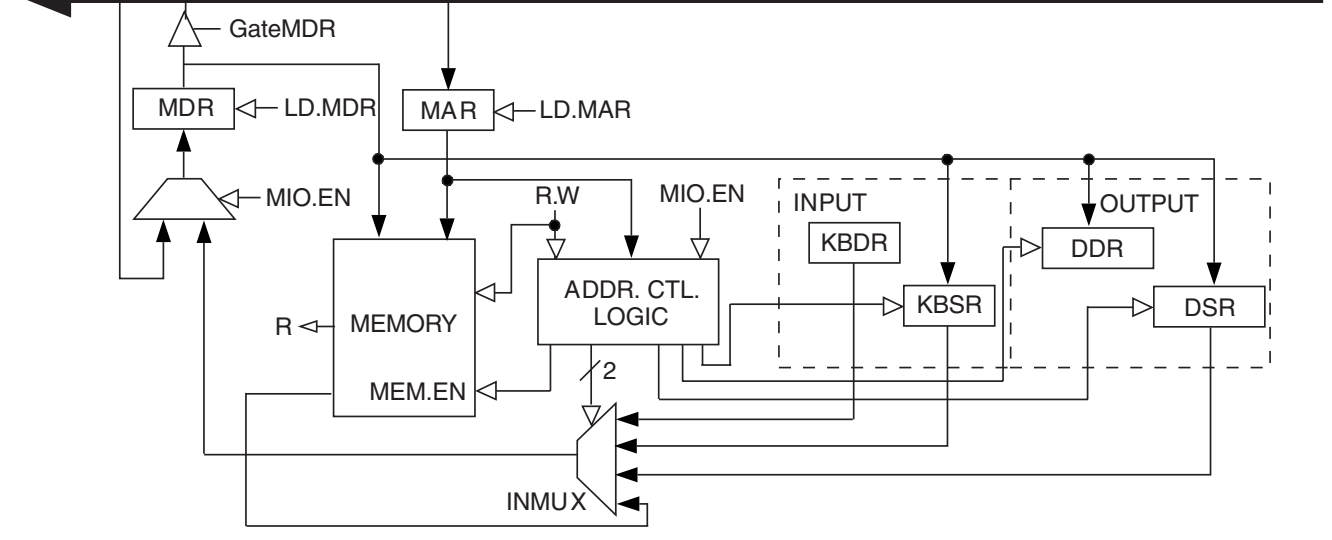 GateMDR
MDR
LD.MDR
MAR
LD.MAR
MIO.EN
R.W
MIO.EN
INPUT
OUTPUT
KBDR
DDR
ADDR. CTL.
LOGIC
KBSR
DSR
R
MEMORY
MEM.EN
2
INMUX